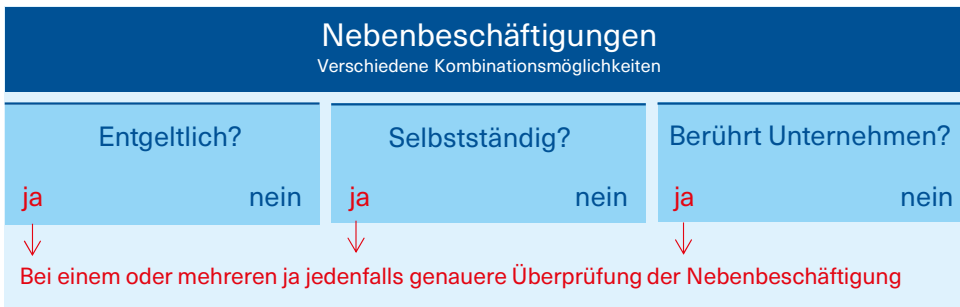 Nebenbeschäftigungen
Verschiedene Kombinationsmöglichkeiten
Entgeltlich?
ja nein
Selbstständig?
ja nein
Berührt Unternehmen?
ja nein
Bei einem oder mehreren ja jedenfalls genauere Überprüfung der Nebenbeschäftigung